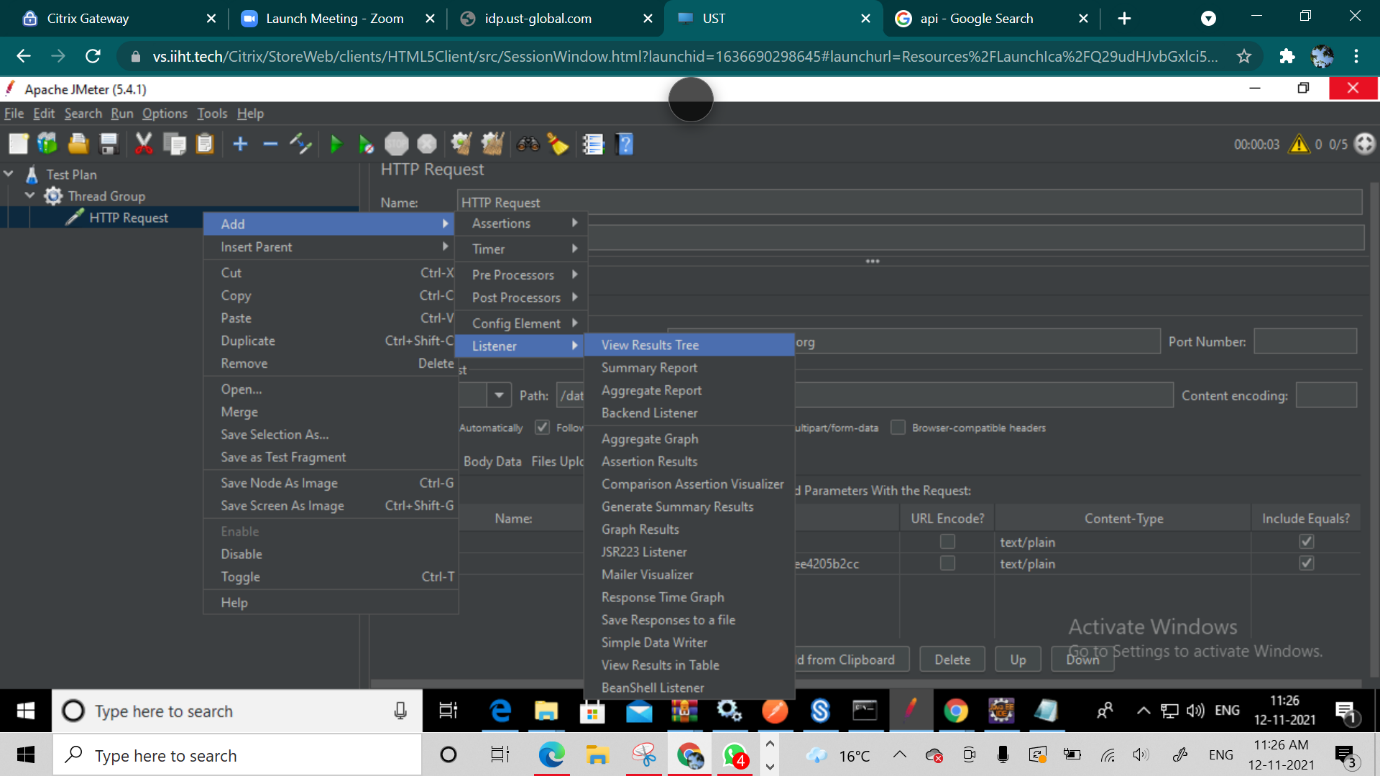 Citrix Gateway
Launch Meeting - Zoom
idp.ust-global.com
UST
api - Google Search
vs.iiht.tech/Citrix/StoreWeb/clients/HTML5Client/src/SessionWindow.html?launchid=1636690298645#launchurl=Resources%2FLaunchIca%2FQ29udHJvbGxlci5...
Apache JMeter (5.4.1)
File Edit Search Run Options Tools Help
00:00:03 0 0/5
Test Plan
Thread Group
HTTP Request
HTTP Request
Name: HTTP Request
Add
Insert Parent
Cut Ctrl-X
Copy Ctrl-C
Paste Ctrl-V
Duplicate Ctrl+Shift-C
Remove Delete
Open...
Merge
Save Selection As...
Save as Test Fragment
Save Node As Image Ctrl-G
Save Screen As Image Ctrl+Shift-G
Enable
Disable
Toggle Ctrl-T
Help
Assertions
Timer
Pre Processors
Post Processors
Config Element
Listener
View Results Tree
Summary Report
Aggregate Report
Backend Listener
Aggregate Graph
Assertion Results
Comparison Assertion Visualizer
Generate Summary Results
Graph Results
JSR223 Listener
Mailer Visualizer
Response Time Graph
Save Responses to a file
Simple Data Writer
View Results in Table
BeanShell Listener
org Port Number:
st
Path: /dat Content encoding:
Automatically Follow ultipart/form-data Browser-compatible headers
Body Data Files Uplo
d Parameters With the Request:
Name: URL Encode? Content-Type Include Equals?
text/plain
ee4205b2cc text/plain
d from Clipboard Delete Up Down
Activate Windows
Go to Settings to activate Windows.
Type here to search
ENG
11:26
12-11-2021
1
Type here to search
4
16°C
ENG
11:26 AM
12-11-2021
3